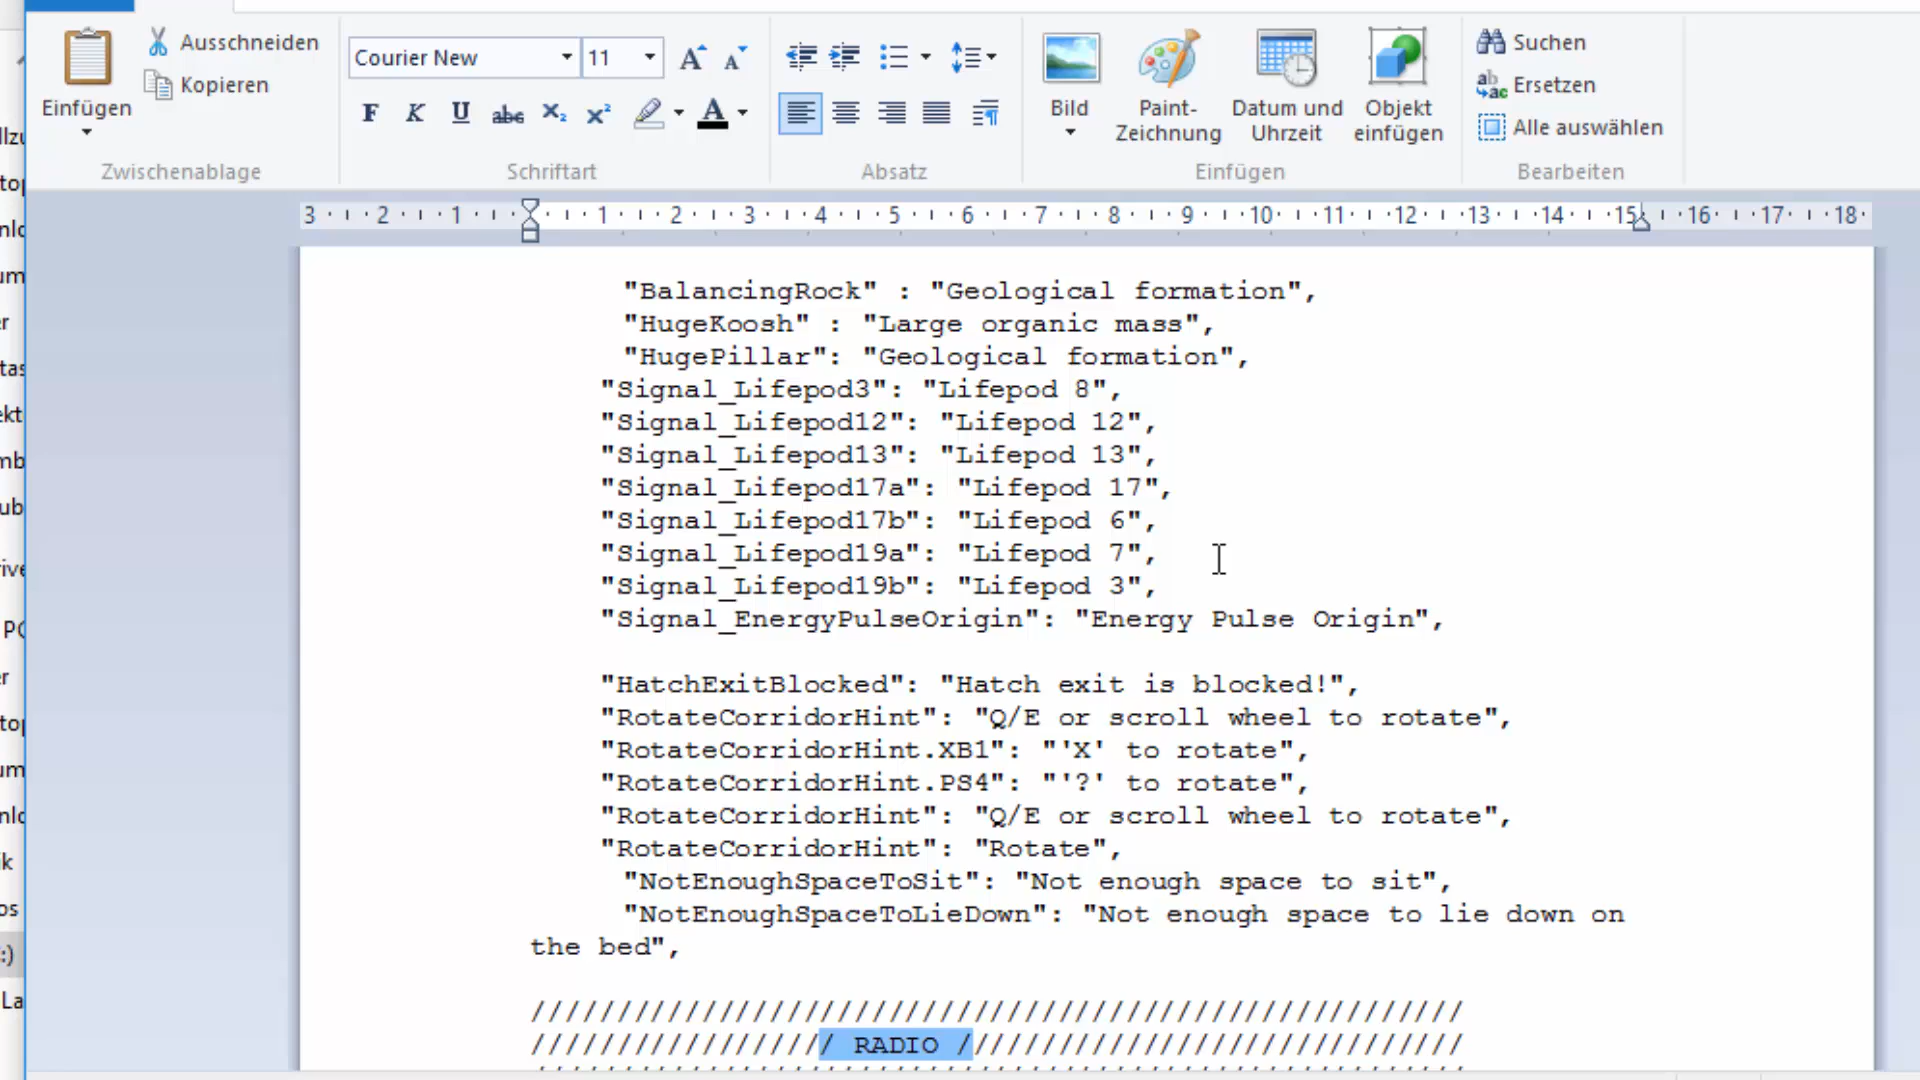 Einfügen
Ausschneiden
Kopieren
Zwischenablage
Courier New
11
F K U abc X₂ X²
Schriftart
Absatz
Bild
Paint-
Zeichnung
Datum und
Uhrzeit
Objekt
einfügen
Einfügen
Suchen
Ersetzen
Alle auswählen
Bearbeiten
3 2 1 1 2 3 4 5 6 7 8 9 10 11 12 13 14 15 16 17 18
"BalancingRock" : "Geological formation",
"HugeKoosh" : "Large organic mass",
"HugePillar": "Geological formation",
"Signal_Lifepod3": "Lifepod 8",
"Signal_Lifepod12": "Lifepod 12",
"Signal_Lifepod13": "Lifepod 13",
"Signal_Lifepod17a": "Lifepod 17",
"Signal_Lifepod17b": "Lifepod 6",
"Signal_Lifepod19a": "Lifepod 7",
"Signal_Lifepod19b": "Lifepod 3",
"Signal_EnergyPulseOrigin": "Energy Pulse Origin",
"HatchExitBlocked": "Hatch exit is blocked!",
"RotateCorridorHint": "Q/E or scroll wheel to rotate",
"RotateCorridorHint.XB1": "'X' to rotate",
"RotateCorridorHint.PS4": "'?' to rotate",
"RotateCorridorHint": "Q/E or scroll wheel to rotate",
"RotateCorridorHint": "Rotate",
"NotEnoughSpaceToSit": "Not enough space to sit",
"NotEnoughSpaceToLieDown": "Not enough space to lie down on
the bed",
///////////////////////////////////////////////////////
////////////////// RADIO //////////////////////////////